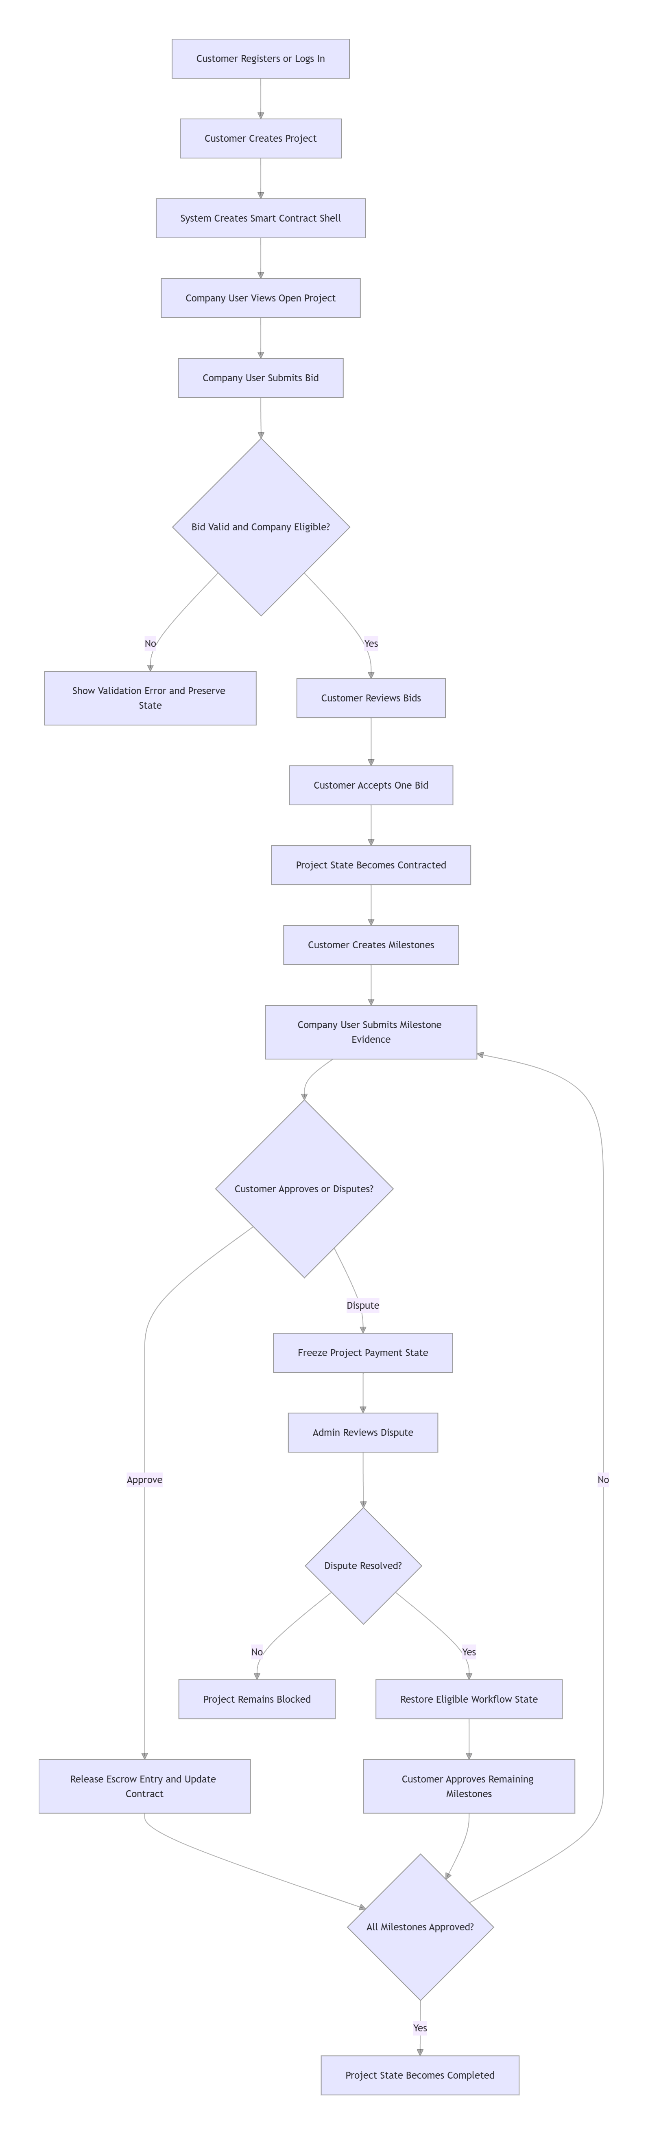 Customer Registers or Logs In
Customer Creates Project
System Creates Smart Contract Shell
Company User Views Open Project
Company User Submits Bid
Bid Valid and Company Eligible?
No
Yes
Show Validation Error and Preserve
State
Customer Reviews Bids
Customer Accepts One Bid
Project State Becomes Contracted
Customer Creates Milestones
Company User Submits Milestone
Evidence
Customer Approves or Disputes?
Dispute
Freeze Project Payment State
Admin Reviews Dispute
Approve
No
Dispute Resolved?
No
Yes
Project Remains Blocked
Restore Eligible Workflow State
Release Escrow Entry and Update
Contract
Customer Approves Remaining
Milestones
All Milestones Approved?
Yes
Project State Becomes Completed